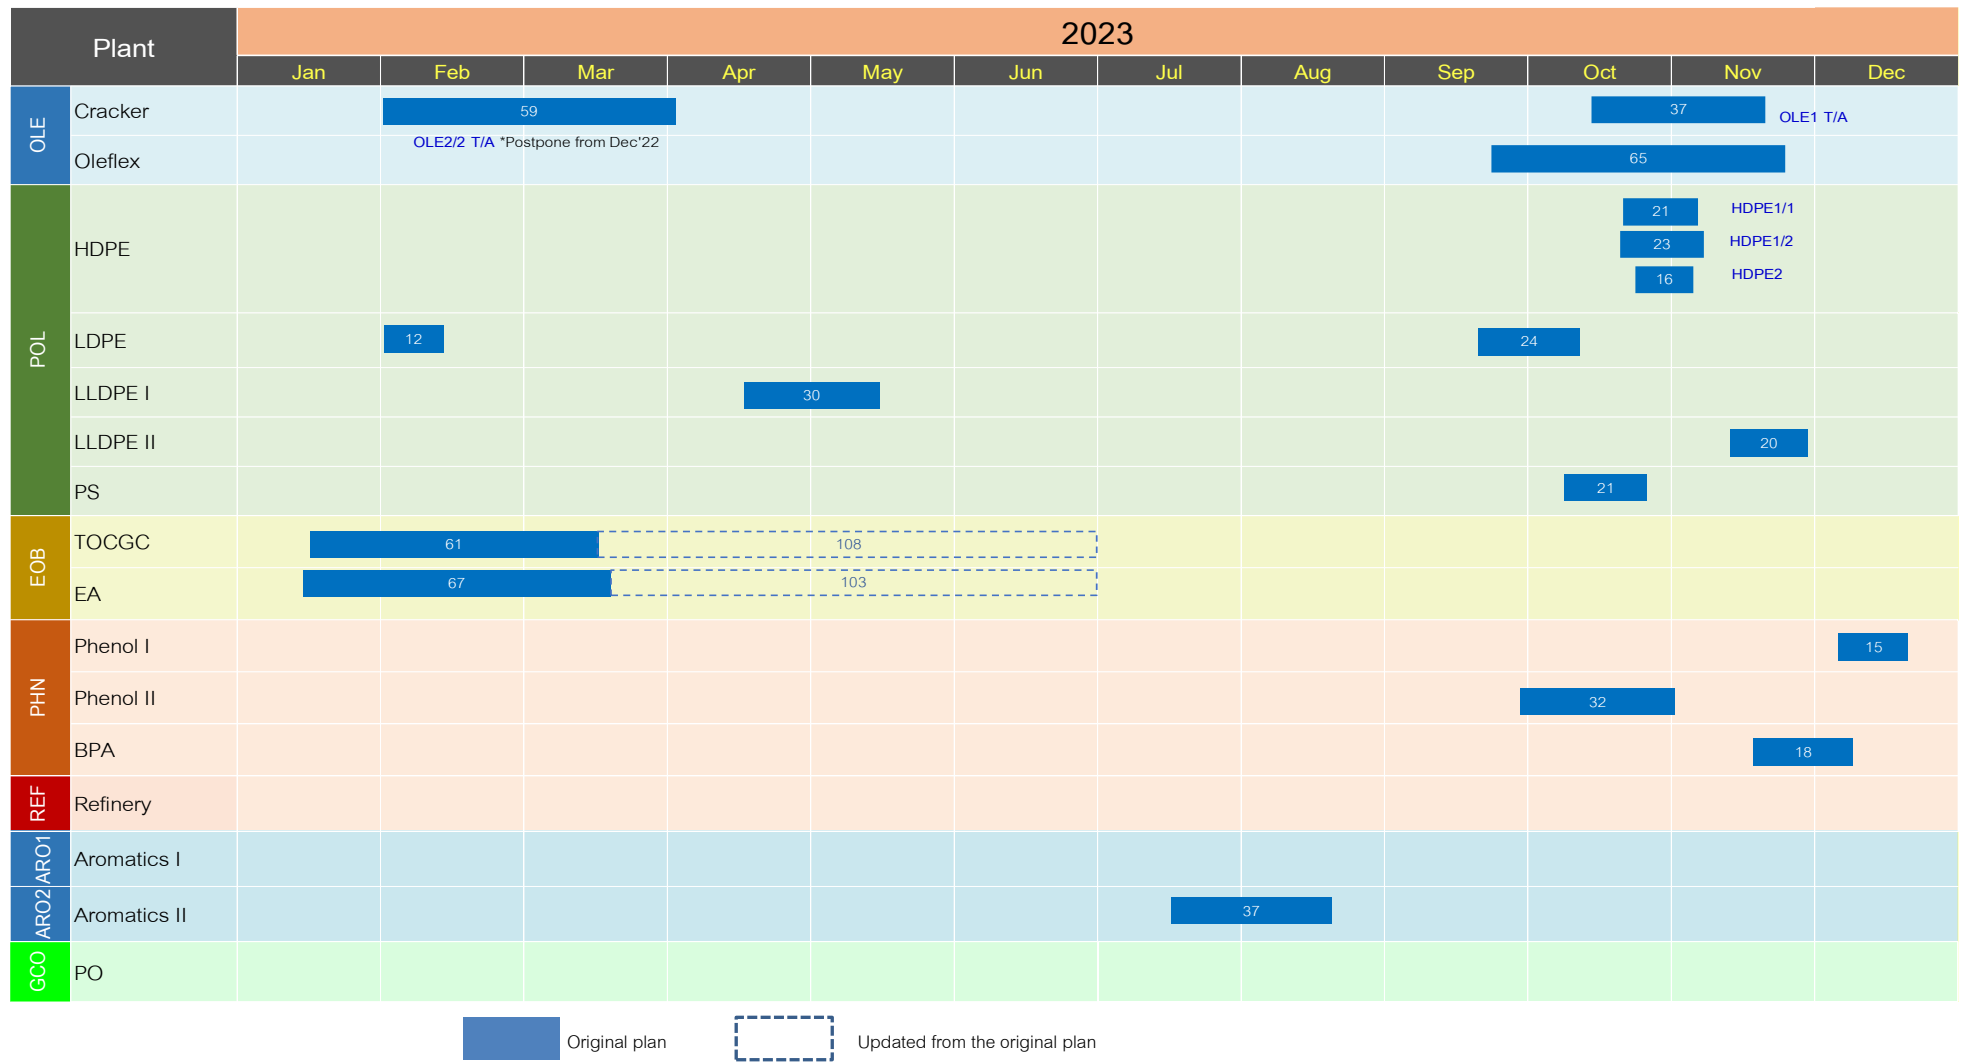 Plant
2023
Jan Feb Mar Apr May Jun Jul Aug Sep Oct Nov Dec
OLE
Cracker
59
37
OLE1 T/A
OLE2/2 T/A *Postpone from Dec'22
Oleflex
65
POL
HDPE
21
HDPE1/1
23
HDPE1/2
16
HDPE2
LDPE
12
24
LLDPE I
30
LLDPE II
20
PS
21
EOB
TOCGC
61
108
EA
67
103
PHN
Phenol I
15
Phenol II
32
BPA
18
REF
Refinery
ARO1
Aromatics I
ARO2
Aromatics II
37
GCO
PO
Original plan
Updated from the original plan